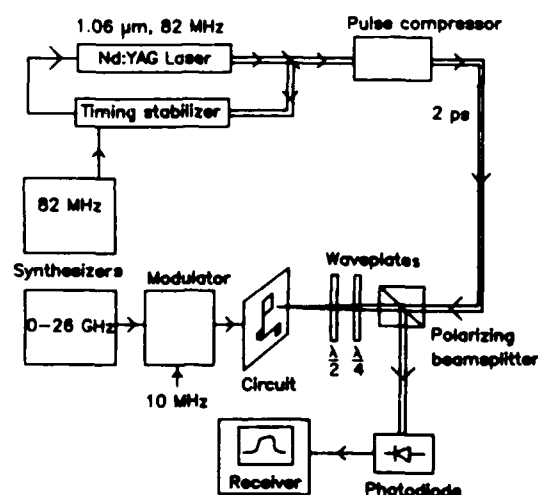 1.06 µm, 82 MHz
Nd:YAG Laser
Pulse compressor
Timing stabilizer
2 ps
82 MHz
Synthesizers
0-26 GHz
Modulator
10 MHz
Circuit
Waveplates
λ/2
λ/4
Polarizing
beamsplitter
Receiver
Photodiode